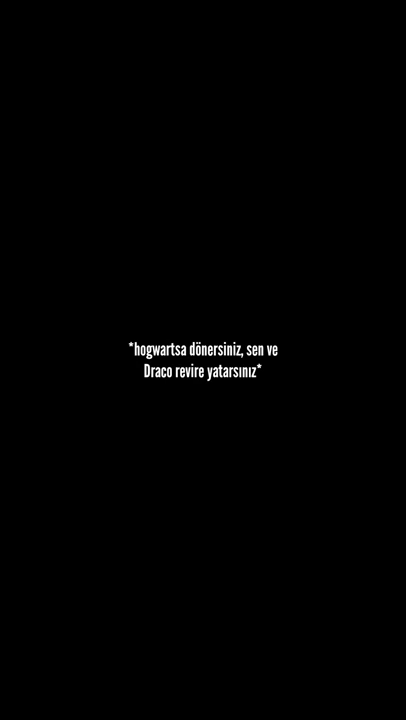 *hogwartsa dönersiniz, sen ve
Draco revire yatarsınız*